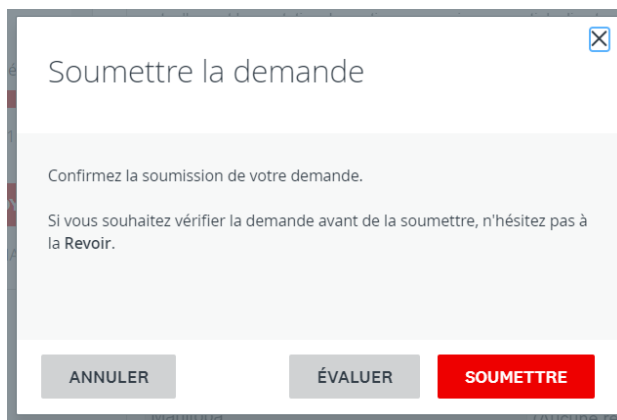 Soumettre la demande
Confirmez la soumission de votre demande.
Si vous souhaitez vérifier la demande avant de la soumettre, n'hésitez pas à
la Revoir.
ANNULER
ÉVALUER
SOUMETTRE